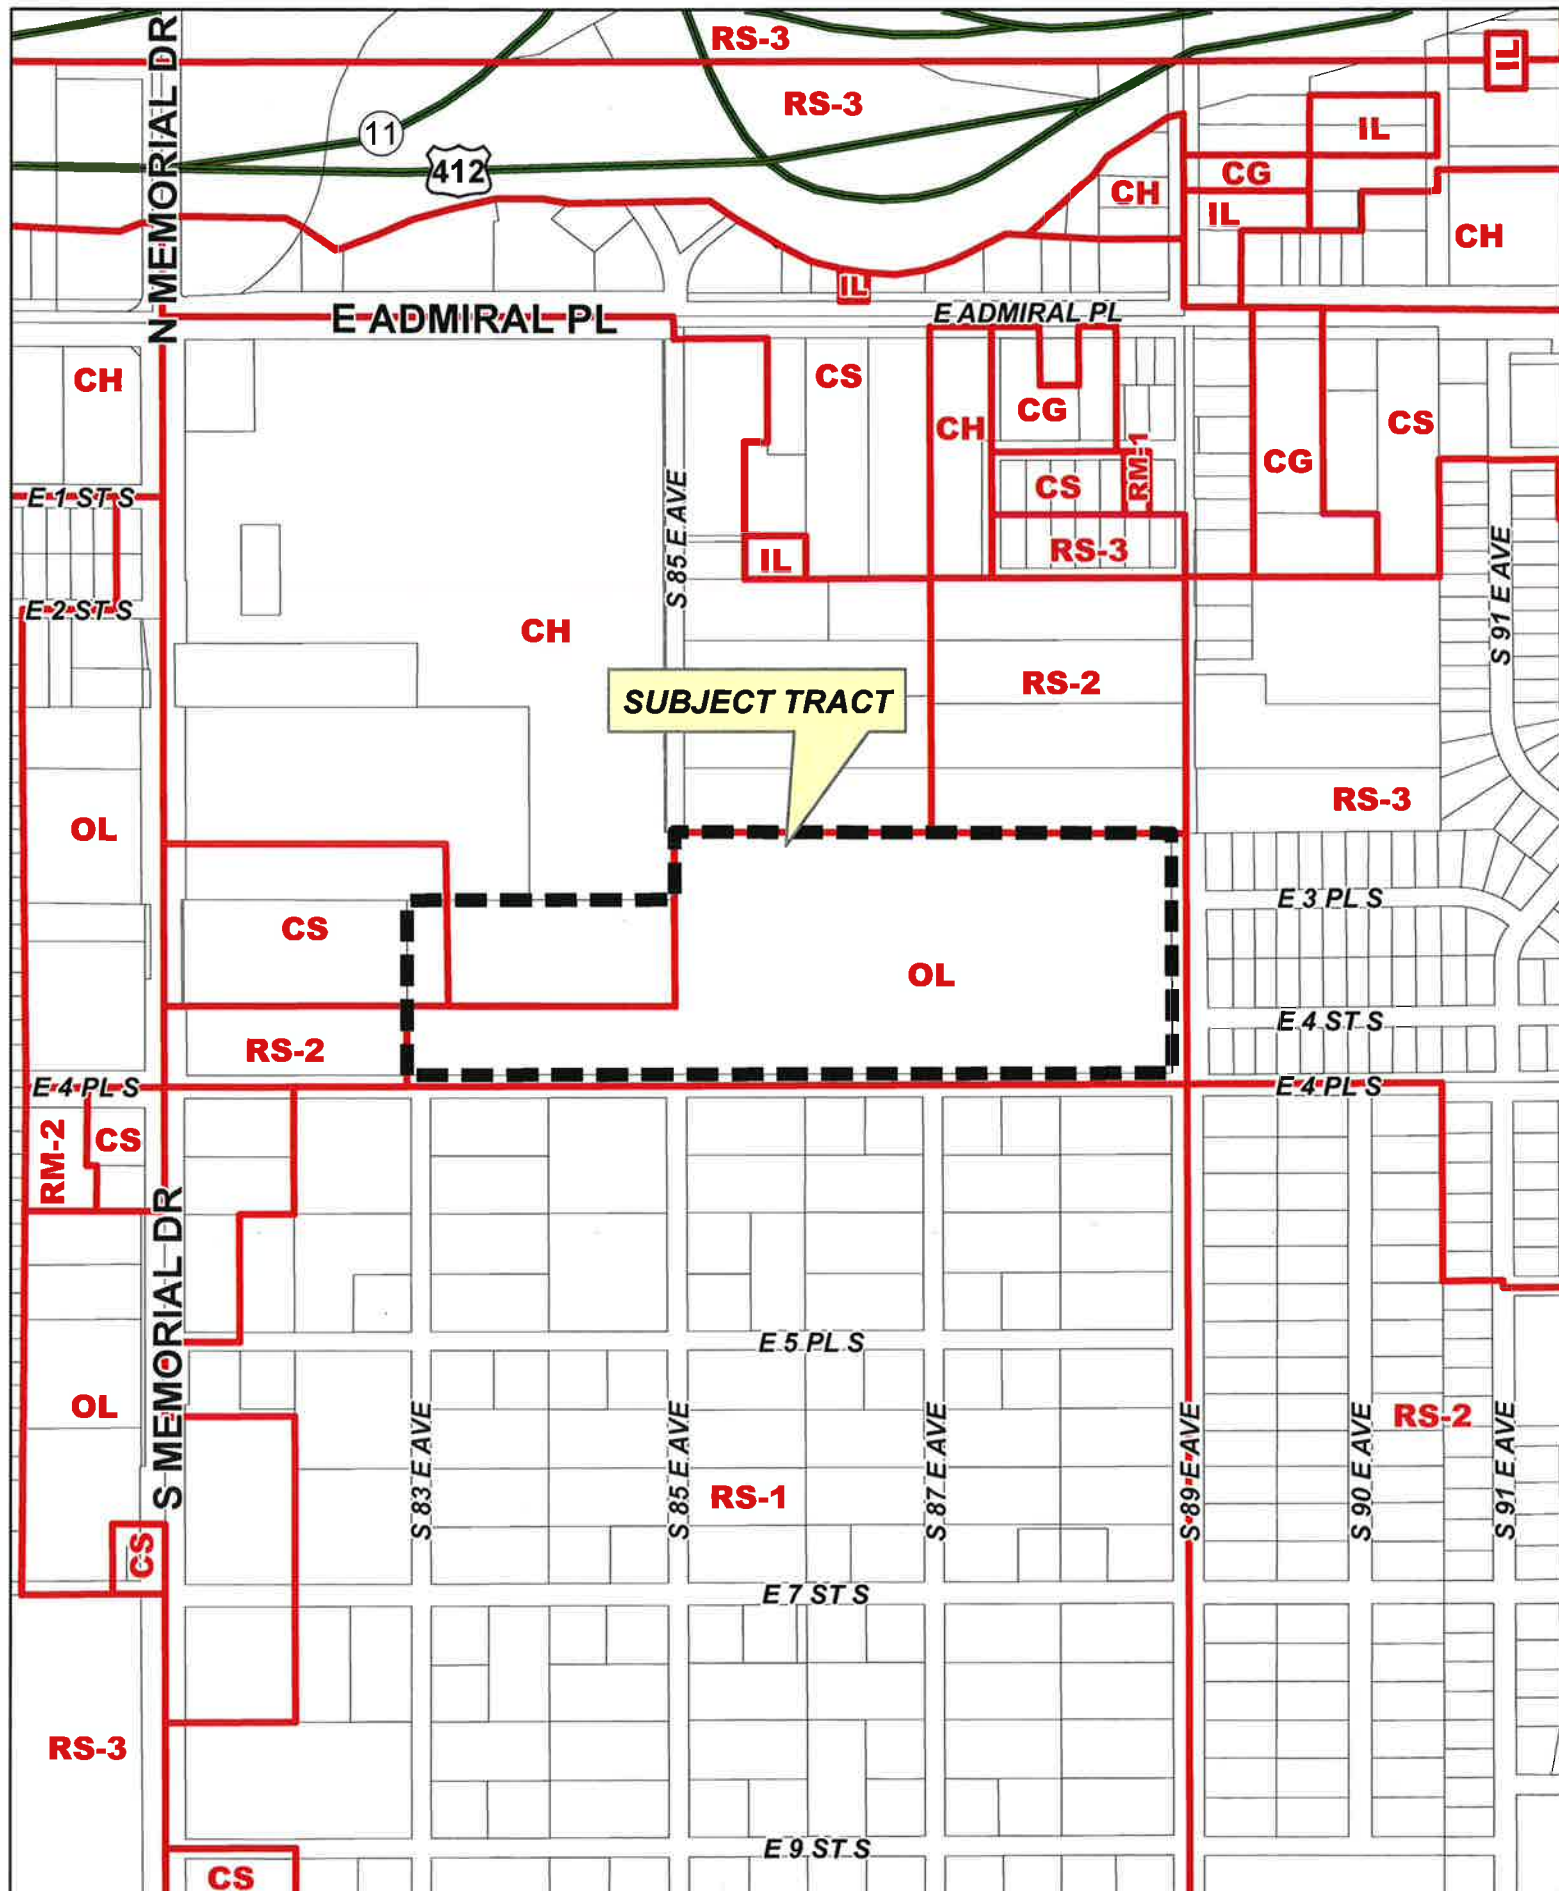 RS-3
IL
N MEMORIAL DR
RS-3
11
IL
412
CG
CH
IL
CH
IL
E ADMIRAL PL
E ADMIRAL PL
CH
CS
CG
CS
CH
RM-1
CG
E 1 ST S
CS
S 85 E AVE
RS-3
IL
S 91 E AVE
E 2 ST S
CH
RS-2
SUBJECT TRACT
RS-3
OL
E 3 PL S
CS
OL
E 4 ST S
RS-2
E 4 PL S
E 4 PL S
RM-2
CS
S MEMORIAL DR
E 5 PL S
OL
RS-2
S 83 E AVE
S 85 E AVE
S 87 E AVE
S 89 E AVE
S 90 E AVE
S 91 E AVE
RS-1
CS
E 7 ST S
RS-3
E 9 ST S
CS